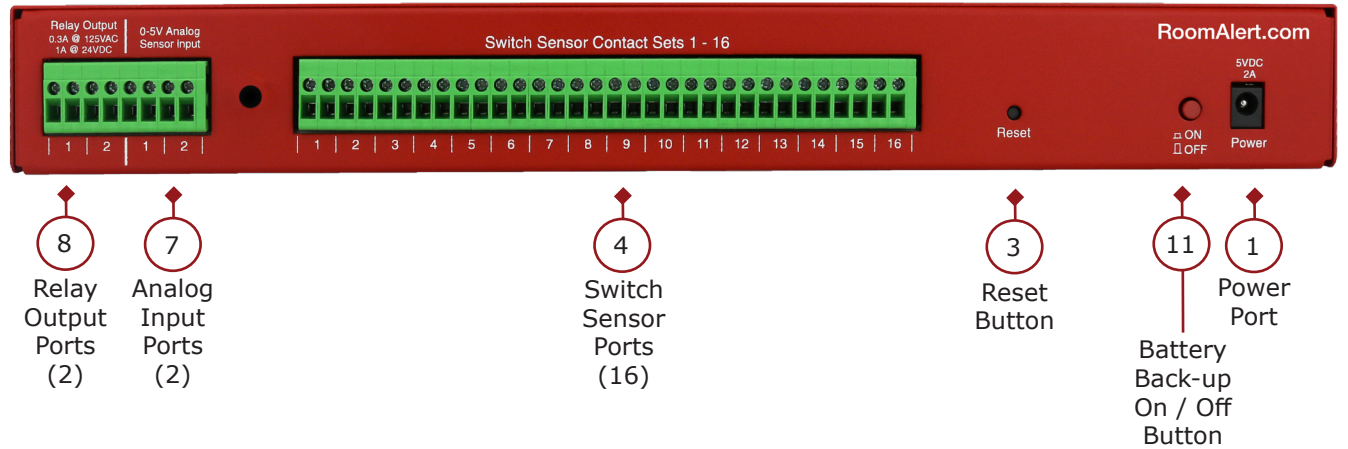 Relay Output
0.3A @ 125VAC
1A @ 24VDC
0-5V Analog
Sensor Input
Switch Sensor Contact Sets 1 - 16
RoomAlert.com
5VDC
2A
1 2 1 2
1 2 3 4 5 6 7 8 9 10 11 12 13 14 15 16
Reset
ON
OFF
Power
8
Relay
Output
Ports
(2)
7
Analog
Input
Ports
(2)
4
Switch
Sensor
Ports
(16)
3
Reset
Button
11
Battery
Back-up
On / Off
Button
1
Power
Port